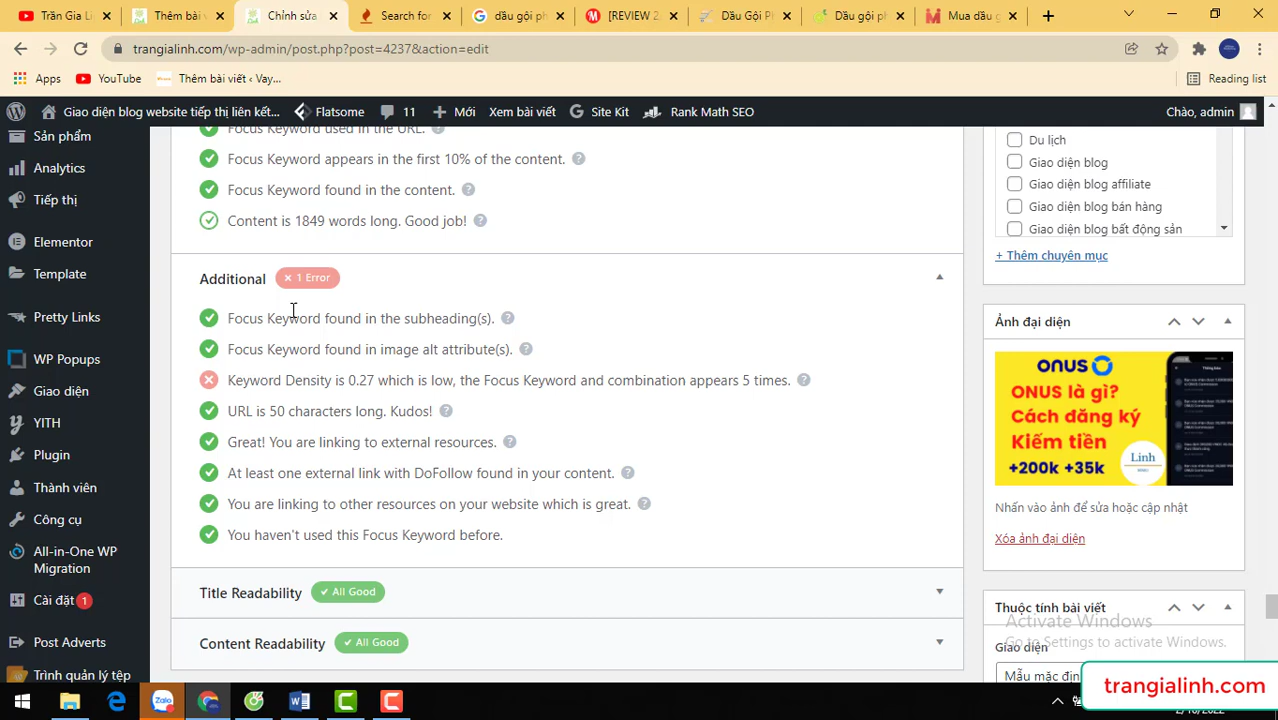 Trần Gia Li
Thêm bài v
Chỉnh sửa
Search for
dầu gội ph
[REVIEW 2
Dầu Gội Ph
Dầu gội ph
Mua dầu g
trangialinh.com/wp-admin/post.php?post=4237&action=edit
Apps
YouTube
Thêm bài viết ‹ Vay...
Reading list
Giao diện blog website tiếp thị liên kết...
Flatsome
11
Mới
Xem bài viết
Site Kit
Rank Math SEO
Chào, admin
Sản phẩm
Analytics
Tiếp thị
Elementor
Template
Pretty Links
WP Popups
Giao diện
YITH
Plugin
Thành viên
Công cụ
All-in-One WP
Migration
Cài đặt 1
Post Adverts
Trình quản lý tệp
Focus Keyword used in the URL.
Focus Keyword appears in the first 10% of the content.
Focus Keyword found in the content.
Content is 1849 words long. Good job!
Additional × 1 Error
Focus Keyword found in the subheading(s).
Focus Keyword found in image alt attribute(s).
Keyword Density is 0.27 which is low, the Focus Keyword and combination appears 5 times.
URL is 50 characters long. Kudos!
Great! You are linking to external resources.
At least one external link with DoFollow found in your content.
You are linking to other resources on your website which is great.
You haven't used this Focus Keyword before.
Title Readability All Good
Content Readability All Good
Du lịch
Giao diện blog
Giao diện blog affiliate
Giao diện blog bán hàng
Giao diện blog bất động sản
+ Thêm chuyên mục
Ảnh đại diện
ONUS
ONUS là gì?
Cách đăng ký
Kiếm tiền
+200k +35k
Linh
Nhấn vào ảnh để sửa hoặc cập nhật
Xóa ảnh đại diện
Thuộc tính bài viết
Activate Windows
Go to Settings to activate Windows.
Giao diện
Mẫu mặc địn
trangialinh.com
Zalo